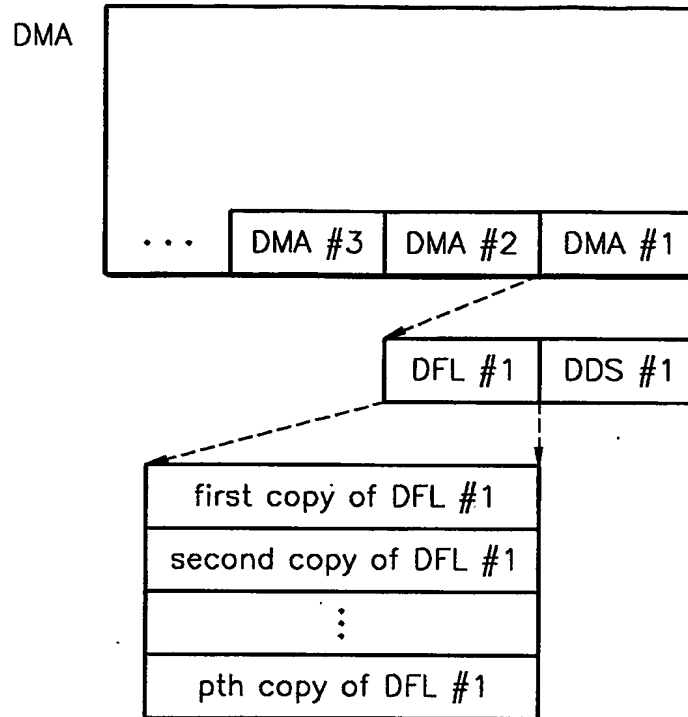 DMA
... DMA #3 DMA #2 DMA #1
DFL #1 DDS #1
first copy of DFL #1
second copy of DFL #1
⋮
pth copy of DFL #1